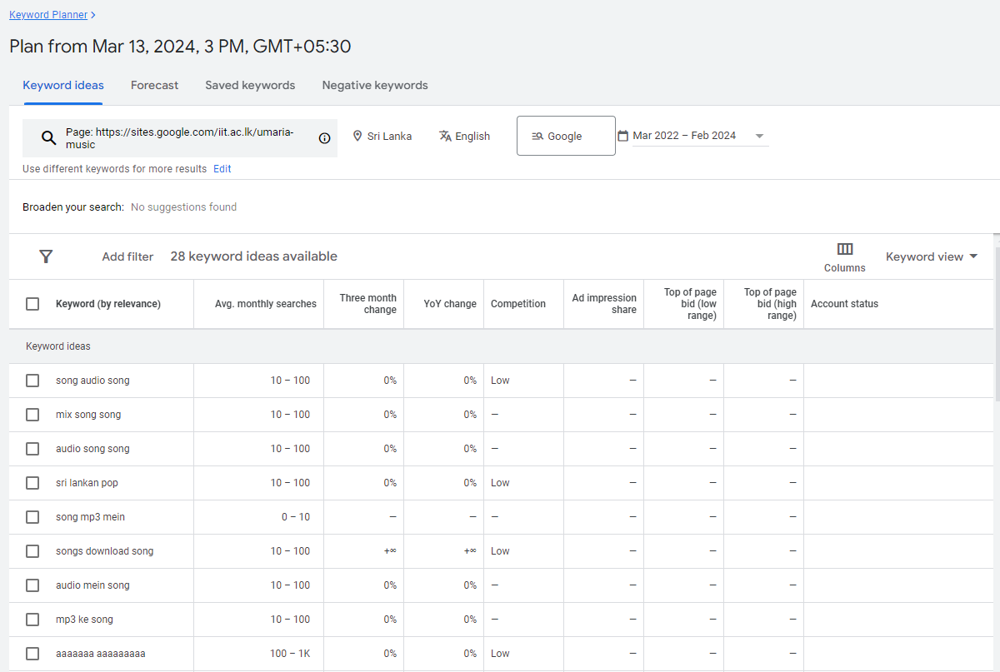 Keyword Planner
Plan from Mar 13, 2024, 3 PM, GMT+05:30
Keyword ideas Forecast Saved keywords Negative keywords
Page: https://sites.google.com/iit.ac.lk/umaria-
music
Sri Lanka English Google Mar 2022 – Feb 2024
Use different keywords for more results Edit
Broaden your search: No suggestions found
Add filter 28 keyword ideas available Columns Keyword view
Keyword (by relevance) Avg. monthly searches Three month change YoY change Competition Ad impression share Top of page bid (low range) Top of page bid (high range) Account status
Keyword ideas
song audio song 10 – 100 0% 0% Low – – –
mix song song 10 – 100 0% 0% – – – –
audio song song 10 – 100 0% 0% – – – –
sri lankan pop 10 – 100 0% 0% Low – – –
song mp3 mein 0 – 10 – – – – – –
songs download song 10 – 100 +∞ +∞ Low – – –
audio mein song 10 – 100 0% 0% – – – –
mp3 ke song 10 – 100 0% 0% – – – –
aaaaaaa aaaaaaaaa 100 – 1K 0% 0% Low – – –